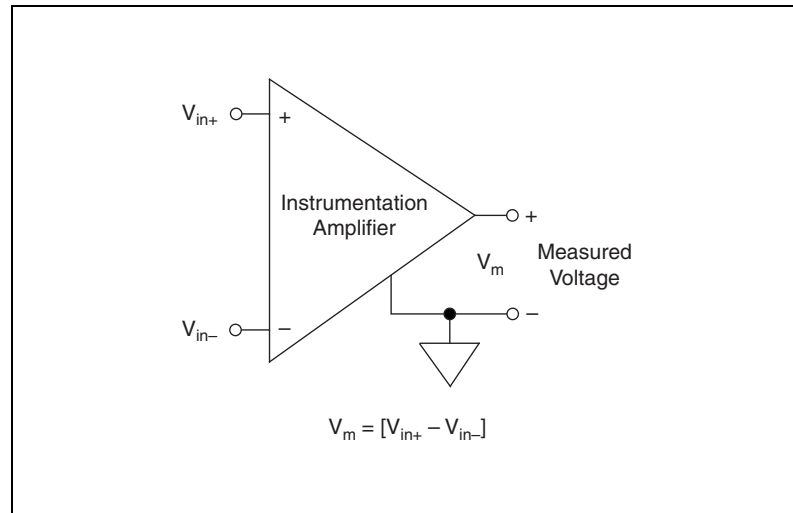 V_in+
+
Instrumentation
Amplifier
+
V_m
Measured
Voltage
V_in–
–
–
V_m = [V_in+ – V_in–]